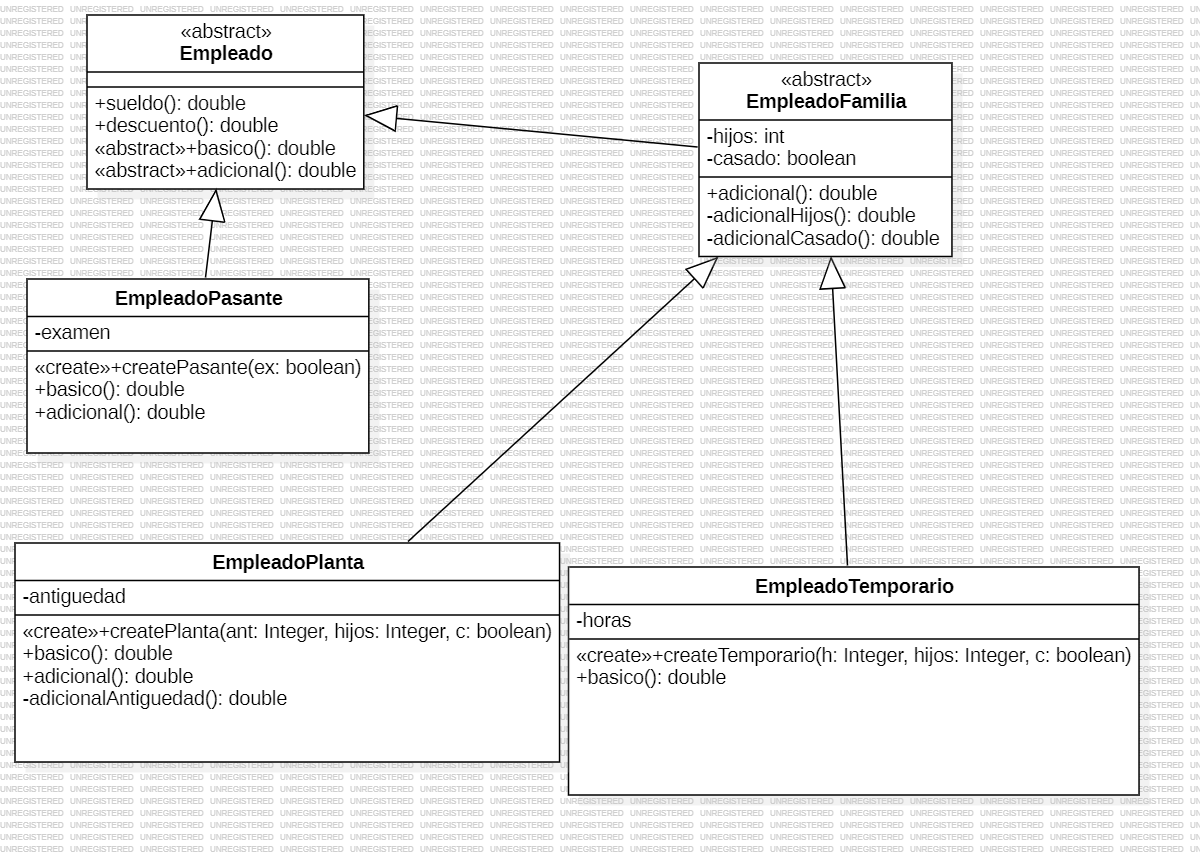 «abstract»
Empleado
+sueldo(): double
+descuento(): double
«abstract»+basico(): double
«abstract»+adicional(): double
«abstract»
EmpleadoFamilia
-hijos: int
-casado: boolean
+adicional(): double
-adicionalHijos(): double
-adicionalCasado(): double
EmpleadoPasante
-examen
«create»+createPasante(ex: boolean)
+basico(): double
+adicional(): double
EmpleadoPlanta
-antiguedad
«create»+createPlanta(ant: Integer, hijos: Integer, c: boolean)
+basico(): double
+adicional(): double
-adicionalAntiguedad(): double
EmpleadoTemporario
-horas
«create»+createTemporario(h: Integer, hijos: Integer, c: boolean)
+basico(): double
UNREGISTERED